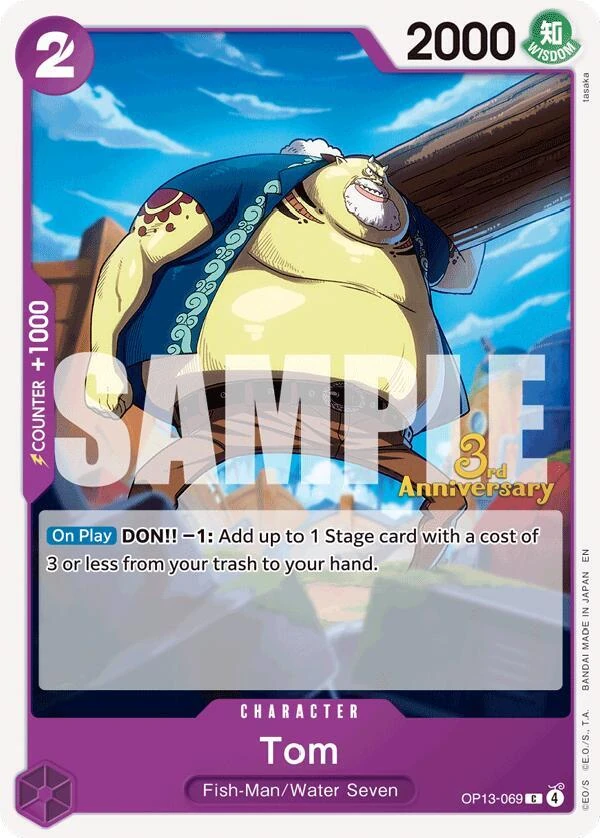 2
2000
知
WISDOM
tasaka
COUNTER +1000
SAMPLE
3rd
Anniversary
On Play DON!! −1: Add up to 1 Stage card with a cost of
3 or less from your trash to your hand.
CHARACTER
Tom
Fish-Man/Water Seven
OP13-069 C 4
©E.O/S ©E.O./S., T.A. BANDAI MADE IN JAPAN EN